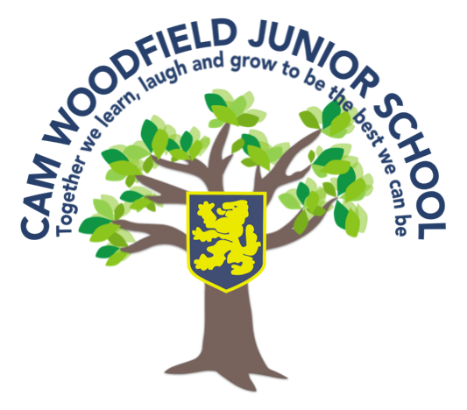 CAM WOODFIELD JUNIOR SCHOOL
Together we learn, laugh and grow to be the best we can be